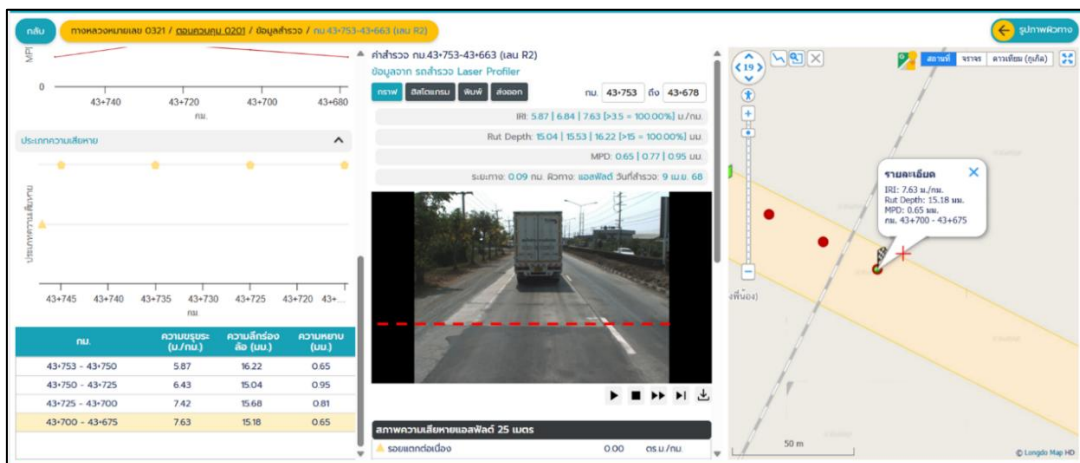 กลับ
ทางหลวงหมายเลข 0321 / ตอนควบคุม 0201 / ข้อมูลสำรวจ / กม.43+753-43+663 (เลน R2)
รูปภาพผิวทาง
MPD
0
43+740 43+720 43+700 43+680
กม.
ประเภทความเสียหาย
ประเภทความเสียหาย
43+745 43+740 43+735 43+730 43+725 43+720 43+...
กม.
กม. ความขรุขระ (ม./กม.) ความลึกร่องล้อ (มม.) ความหยาบ (มม.)
43+753 - 43+750 5.87 16.22 0.65
43+750 - 43+725 6.43 15.04 0.95
43+725 - 43+700 7.42 15.68 0.81
43+700 - 43+675 7.63 15.18 0.65
ค่าสำรวจ กม.43+753-43+663 (เลน R2)
ข้อมูลจาก รถสำรวจ Laser Profiler
กราฟ ฮิสโตแกรม พิมพ์ ส่งออก กม. 43+753 ถึง 43+678
IRI: 5.87 | 6.84 | 7.63 [>3.5 = 100.00%] ม./กม.
Rut Depth: 15.04 | 15.53 | 16.22 [>15 = 100.00%] มม.
MPD: 0.65 | 0.77 | 0.95 มม.
ระยะทาง: 0.09 กม. ผิวทาง: แอสฟัลต์ วันที่สำรวจ: 9 เม.ย. 68
สภาพความเสียหายแอสฟัลต์ 25 เมตร
รอยแตกต่อเนื่อง 0.00 ตร.ม./กม.
19
สถานที่ จราจร ดาวเทียม (กูเกิล)
รายละเอียด
IRI: 7.63 ม./กม.
Rut Depth: 15.18 มม.
MPD: 0.65 มม.
กม. 43+700 - 43+675
50 m
© Longdo Map HD